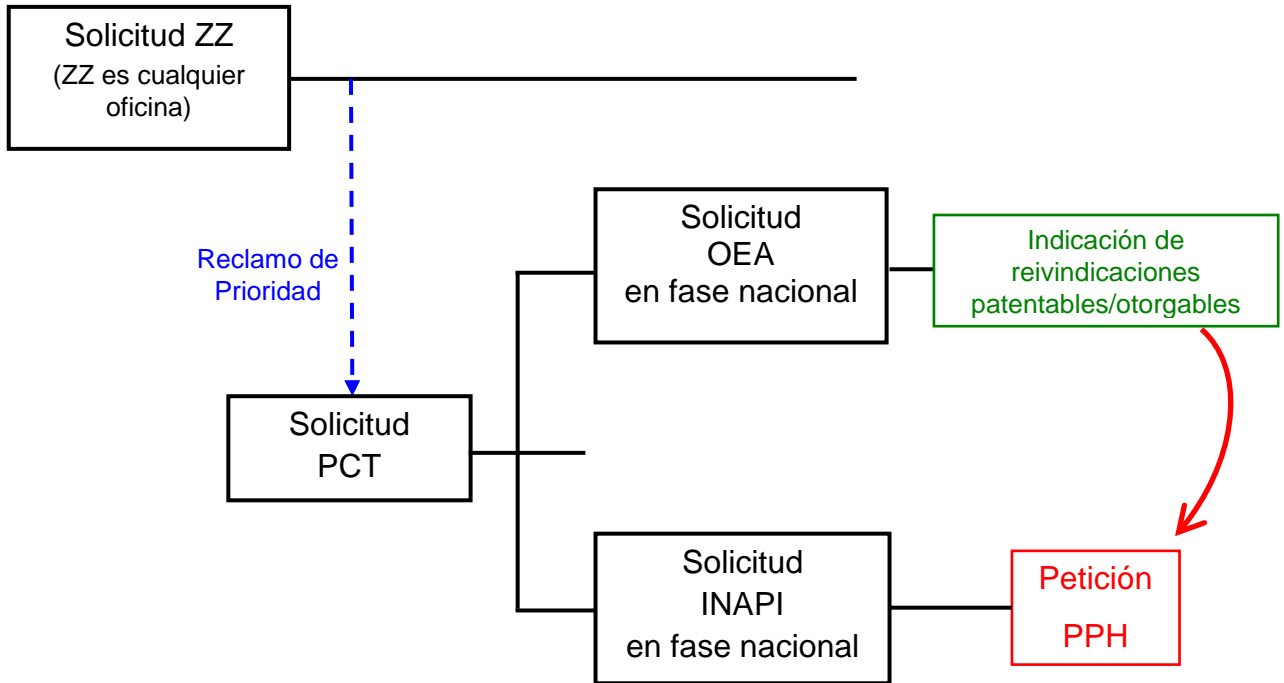 Solicitud ZZ
(ZZ es cualquier
oficina)
Reclamo de
Prioridad
Solicitud
PCT
Solicitud
OEA
en fase nacional
Indicación de
reivindicaciones
patentables/otorgables
Solicitud
INAPI
en fase nacional
Petición
PPH